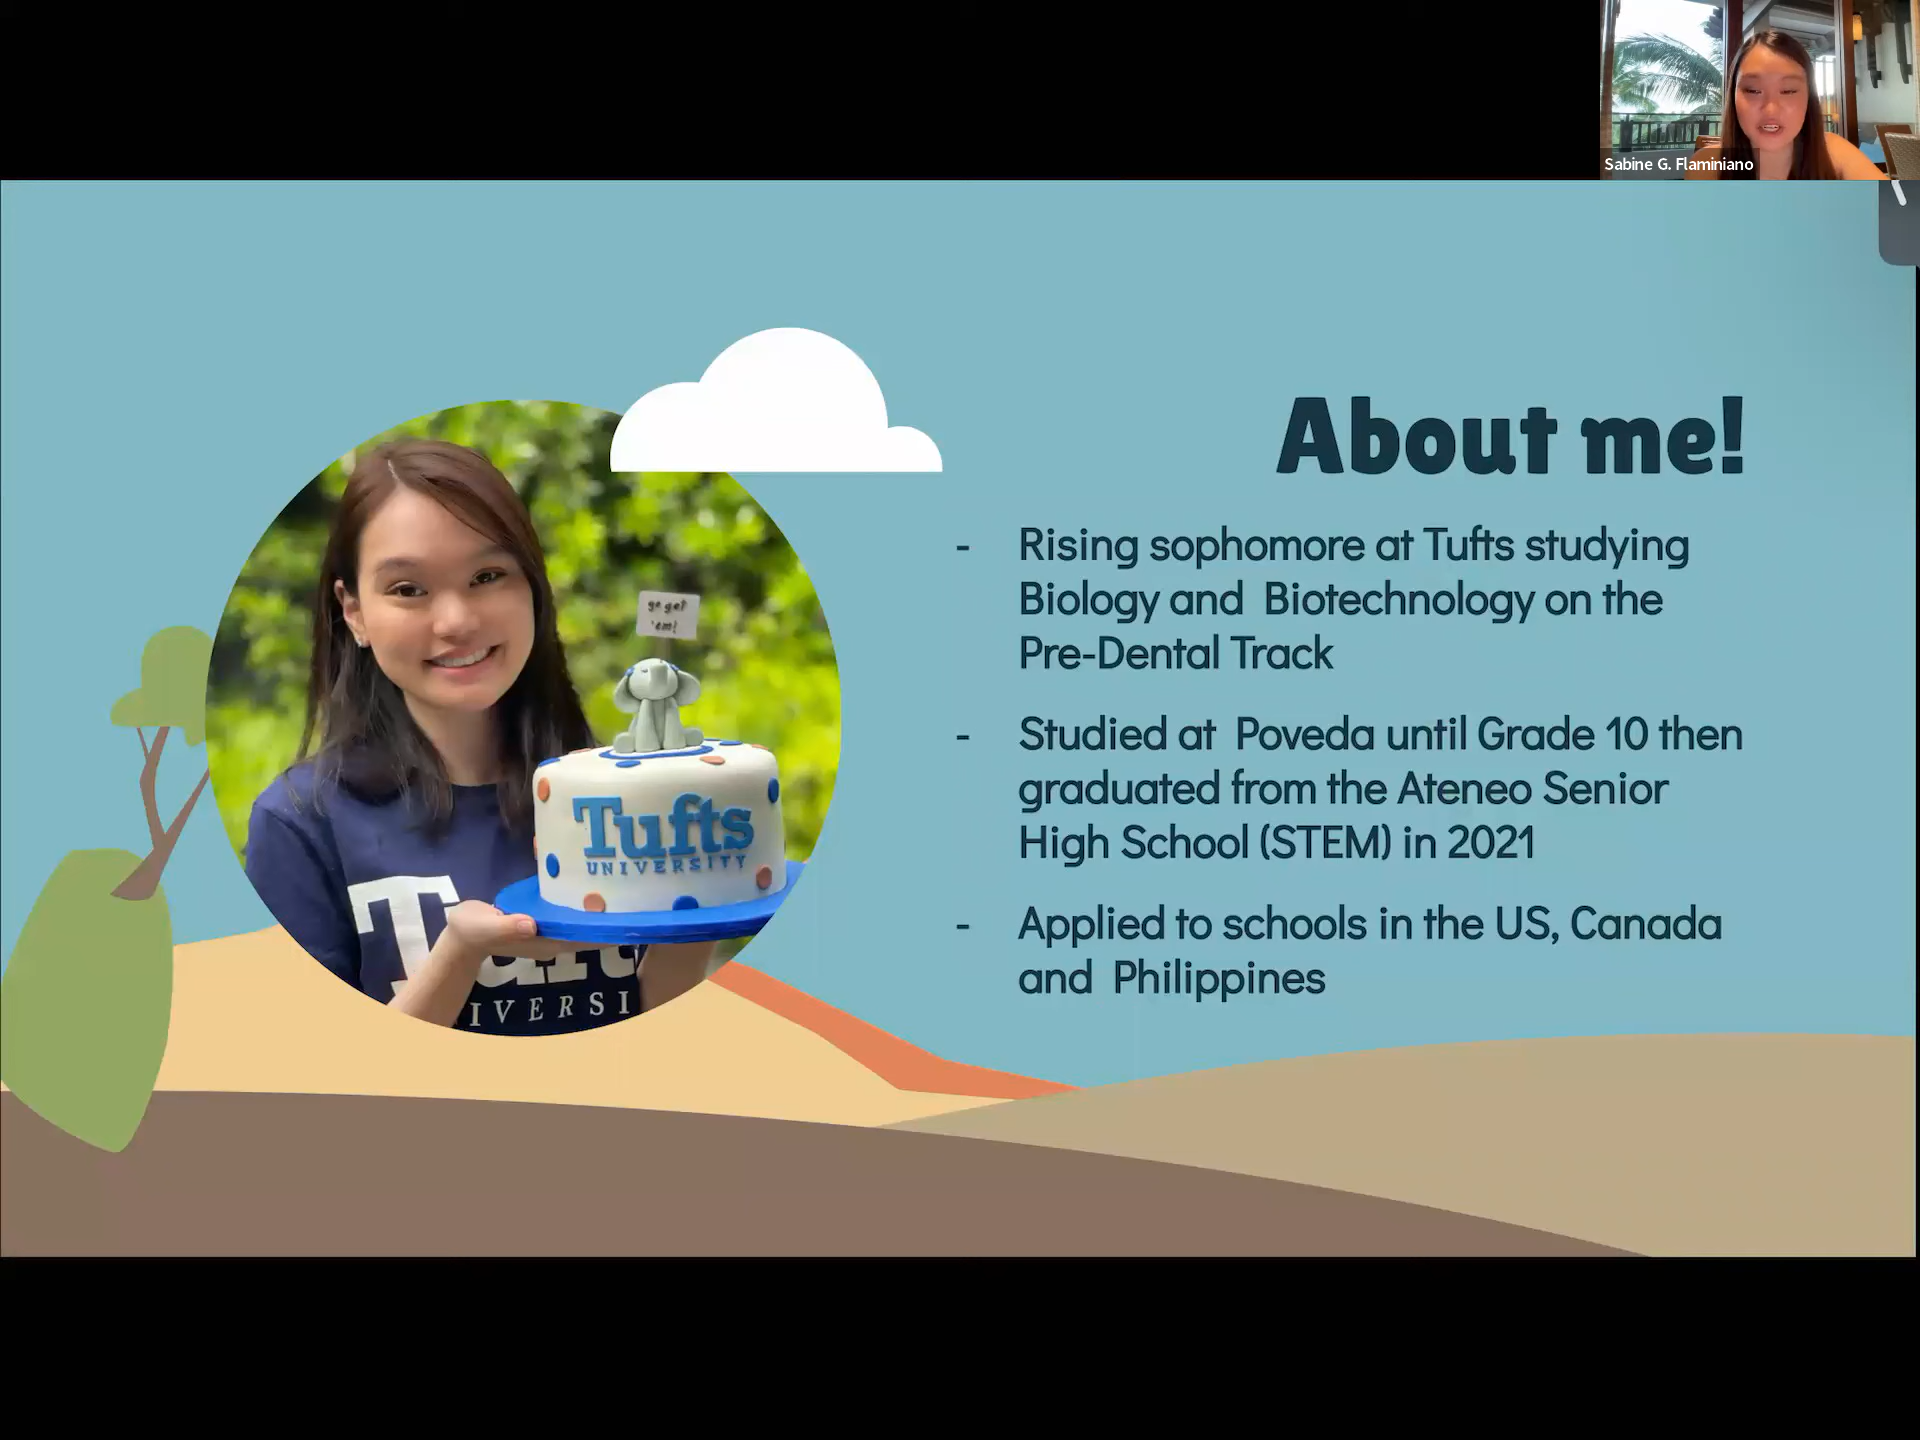 Sabine G. Flaminiano
About me!
- Rising sophomore at Tufts studying
Biology and Biotechnology on the
Pre-Dental Track
- Studied at Poveda until Grade 10 then
graduated from the Ateneo Senior
High School (STEM) in 2021
- Applied to schools in the US, Canada
and Philippines
go get
'em!
Tufts
UNIVERSITY